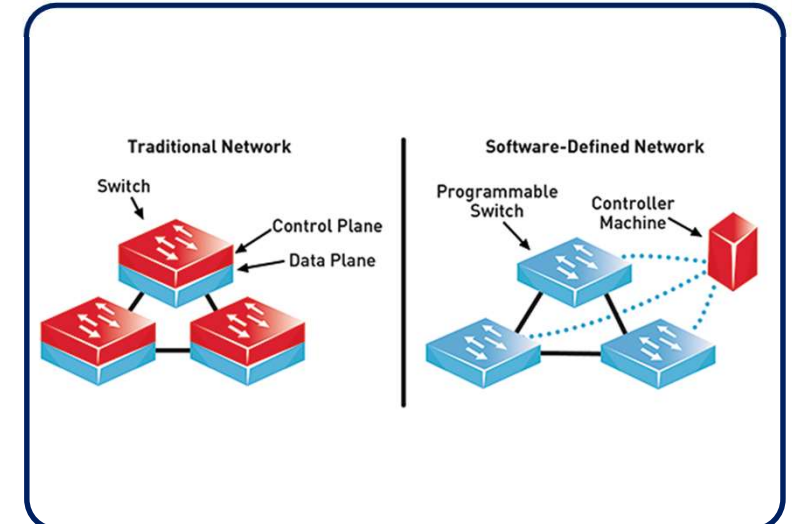 Traditional Network
Switch
Control Plane
Data Plane
Software-Defined Network
Programmable
Switch
Controller
Machine